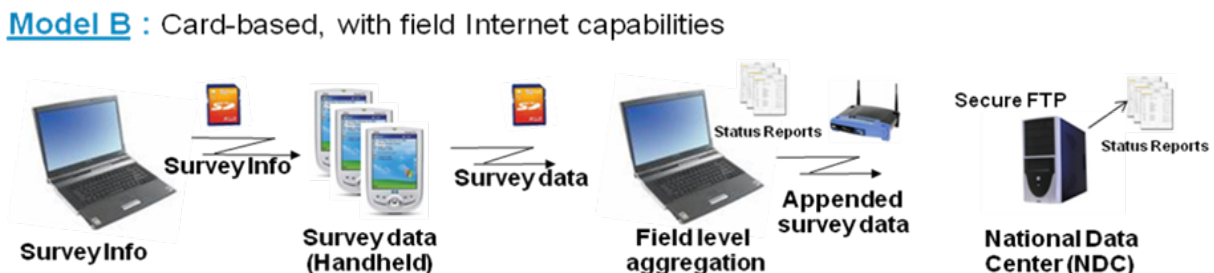 Model B : Card-based, with field Internet capabilities
Survey Info
Survey Info
Survey data
(Handheld)
Survey data
Status Reports
Field level
aggregation
Appended
survey data
Secure FTP
Status Reports
National Data
Center (NDC)